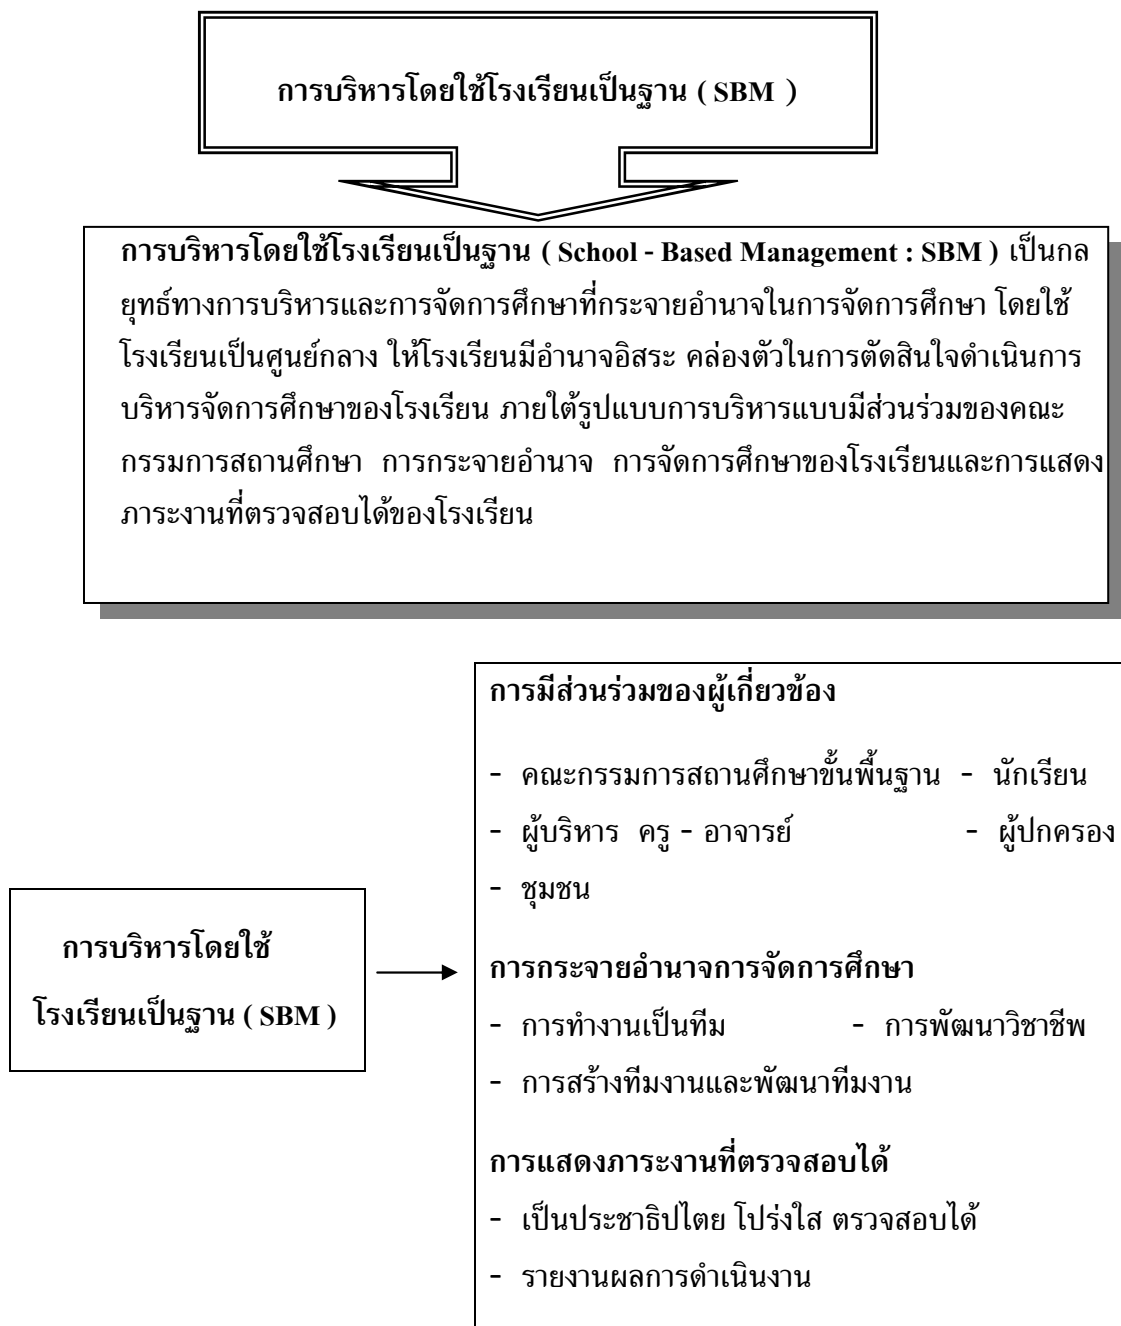 การบริหารโดยใช้โรงเรียนเป็นฐาน ( SBM )
การบริหารโดยใช้โรงเรียนเป็นฐาน ( School - Based Management : SBM ) เป็นกล
ยุทธ์ทางการบริหารและการจัดการศึกษาที่กระจายอำนาจในการจัดการศึกษา โดยใช้
โรงเรียนเป็นศูนย์กลาง ให้โรงเรียนมีอำนาจอิสระ คล่องตัวในการตัดสินใจดำเนินการ
บริหารจัดการศึกษาของโรงเรียน ภายใต้รูปแบบการบริหารแบบมีส่วนร่วมของคณะ
กรรมการสถานศึกษา การกระจายอำนาจ การจัดการศึกษาของโรงเรียนและการแสดง
ภาระงานที่ตรวจสอบได้ของโรงเรียน
การบริหารโดยใช้
โรงเรียนเป็นฐาน ( SBM )
การมีส่วนร่วมของผู้เกี่ยวข้อง
- คณะกรรมการสถานศึกษาขั้นพื้นฐาน - นักเรียน
- ผู้บริหาร ครู - อาจารย์ - ผู้ปกครอง
- ชุมชน
การกระจายอำนาจการจัดการศึกษา
- การทำงานเป็นทีม - การพัฒนาวิชาชีพ
- การสร้างทีมงานและพัฒนาทีมงาน
การแสดงภาระงานที่ตรวจสอบได้
- เป็นประชาธิปไตย โปร่งใส ตรวจสอบได้
- รายงานผลการดำเนินงาน